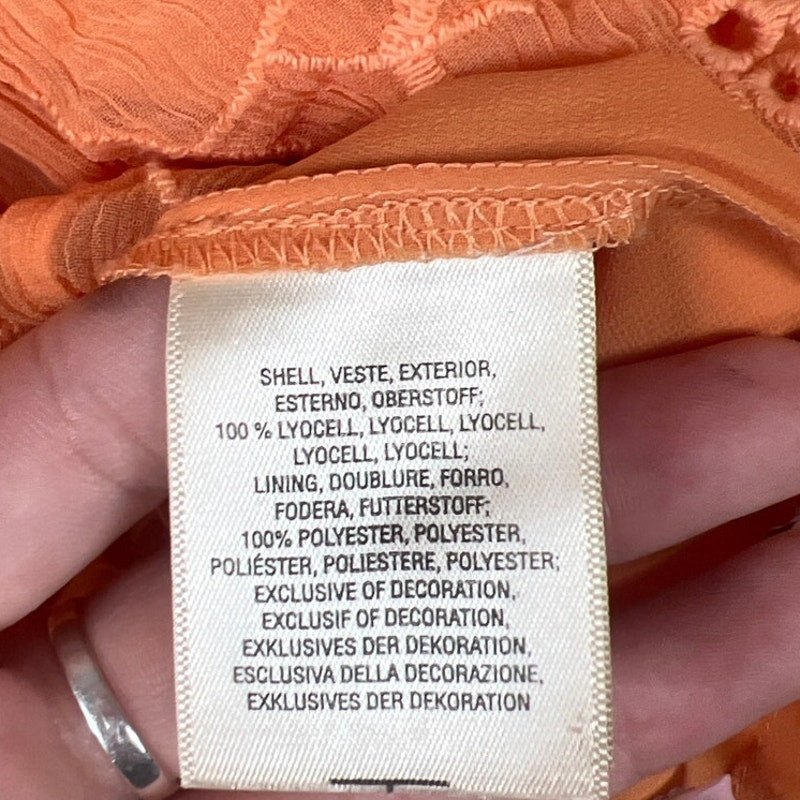 SHELL, VESTE, EXTERIOR,
ESTERNO, OBERSTOFF;
100 % LYOCELL, LYOCELL, LYOCELL,
LYOCELL, LYOCELL;
LINING, DOUBLURE, FORRO,
FODERA, FUTTERSTOFF;
100% POLYESTER, POLYESTER,
POLIÉSTER, POLIESTERE, POLYESTER;
EXCLUSIVE OF DECORATION,
EXCLUSIF OF DECORATION,
EXKLUSIVES DER DEKORATION,
ESCLUSIVA DELLA DECORAZIONE,
EXKLUSIVES DER DEKORATION